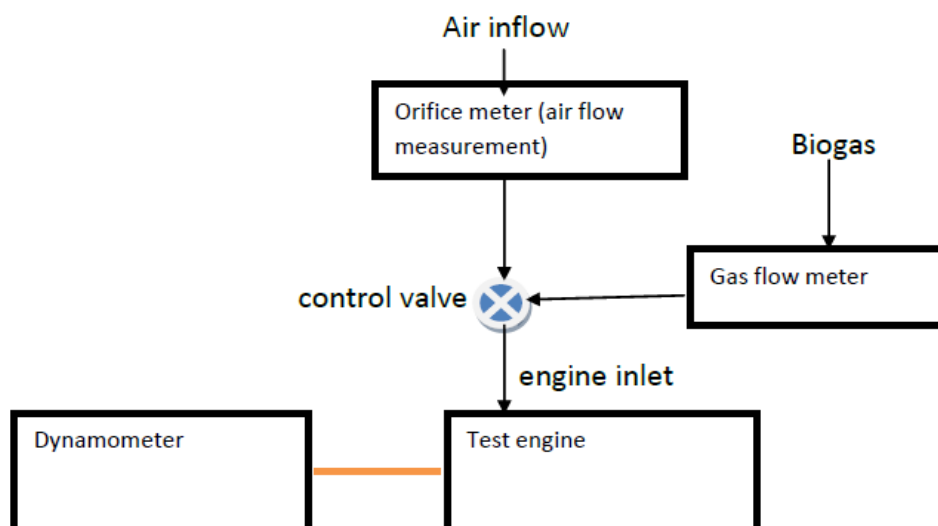 Air inflow
Orifice meter (air flow
measurement)
Biogas
Gas flow meter
control valve
engine inlet
Dynamometer
Test engine